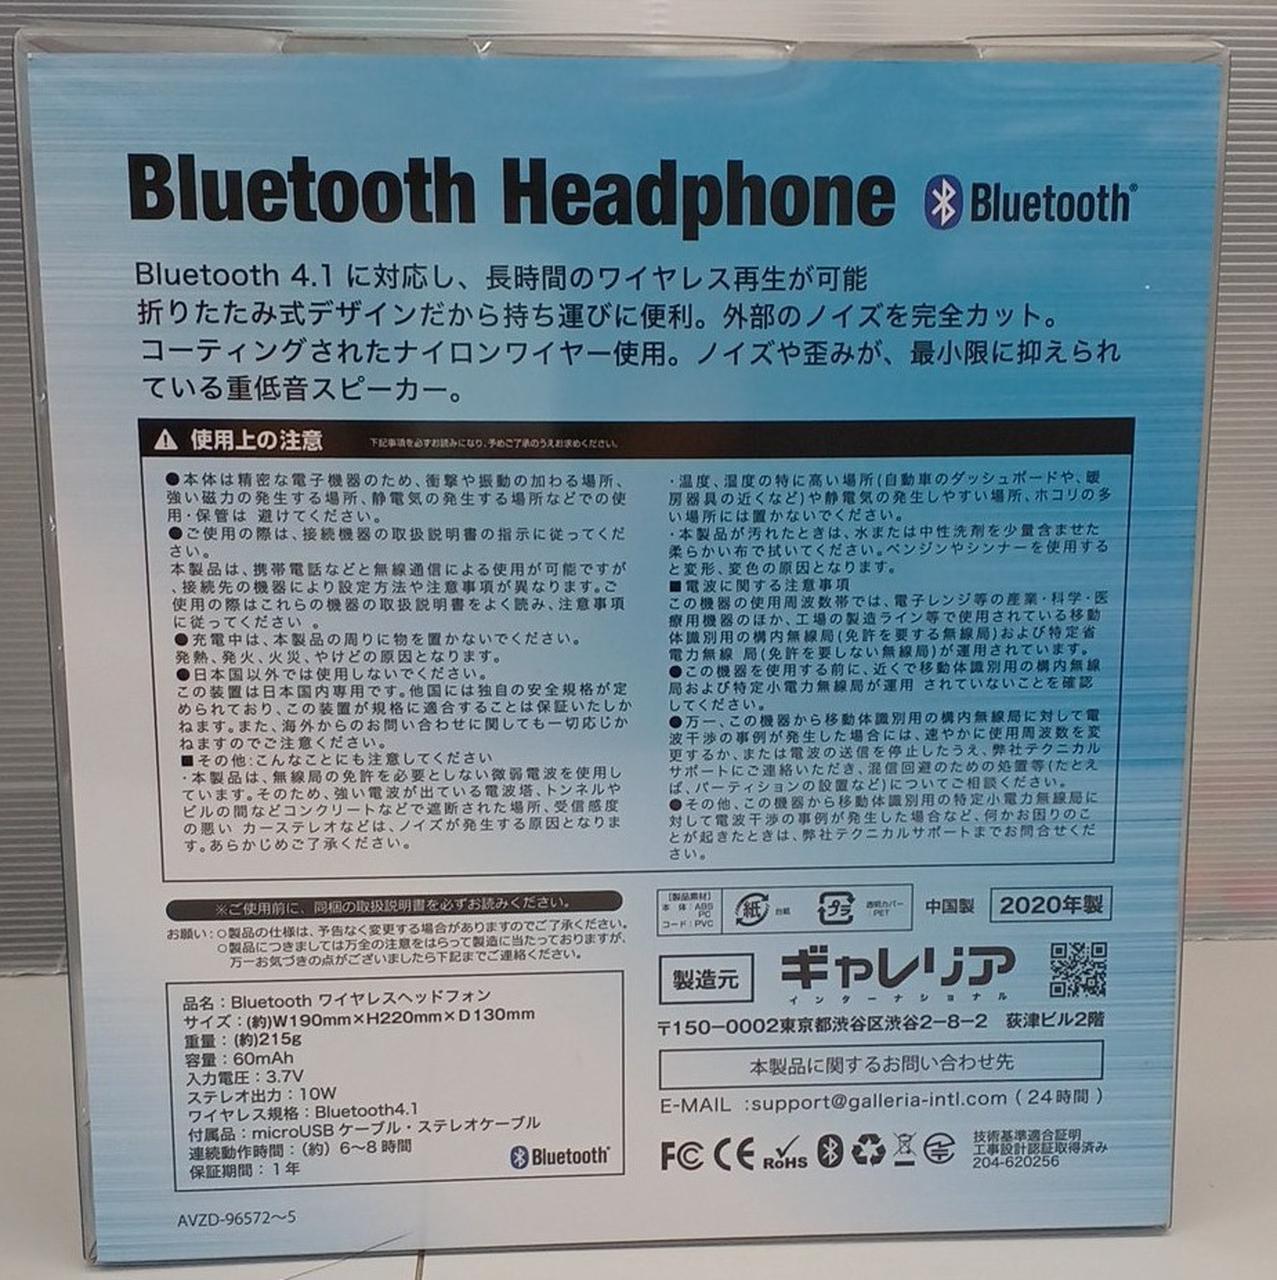 Bluetooth Headphone Bluetooth®
Bluetooth 4.1 に対応し、長時間のワイヤレス再生が可能
折りたたみ式デザインだから持ち運びに便利。外部のノイズを完全カット。
コーティングされたナイロンワイヤー使用。ノイズや歪みが、最小限に抑えられ
ている重低音スピーカー。
使用上の注意 下記事項を必ずお読みになり、予めご了承のうえお求めください。
●本体は精密な電子機器のため、衝撃や振動の加わる場所、
強い磁力の発生する場所、静電気の発生する場所などでの使
用・保管は 避けてください。
●ご使用の際は、接続機器の取扱説明書の指示に従ってくだ
さい。
本製品は、携帯電話などと無線通信による使用が可能ですが
、接続先の機器により設定方法や注意事項が異なります。ご
使用の際はこれらの機器の取扱説明書をよく読み、注意事項
に従ってください 。
●充電中は、本製品の周りに物を置かないでください。
発熱、発火、火災、やけどの原因となります。
●日本国以外では使用しないでください。
この装置は日本国内専用です。他国には独自の安全規格が定
められており、この装置が規格に適合することは保証いたしか
ねます。また、海外からのお問い合わせに関しても一切応じか
ねますのでご注意ください。
■その他:こんなことにも注意してください
・本製品は、無線局の免許を必要としない微弱電波を使用し
ています。そのため、強い電波が出ている電波塔、トンネルや
ビルの間などコンクリートなどで遮断された場所、受信感度
の悪い カーステレオなどは、ノイズが発生する原因となりま
す。あらかじめご了承ください。
・温度、湿度の特に高い場所(自動車のダッシュボードや、暖
房器具の近くなど)や静電気の発生しやすい場所、ホコリの多
い場所には置かないでください。
・本製品が汚れたときは、水または中性洗剤を少量含ませた
柔らかい布で拭いてください。ベンジンやシンナーを使用する
と変形、変色の原因となります。
■電波に関する注意事項
この機器の使用周波数帯では、電子レンジ等の産業・科学・医
療用機器のほか、工場の製造ライン等で使用されている移動
体識別用の構内無線局(免許を要する無線局)および特定省
電力無線 局(免許を要しない無線局)が運用されています。
●この機器を使用する前に、近くで移動体識別用の構内無線
局および特定小電力無線局が運用 されていないことを確認
してください。
●万一、この機器から移動体識別用の構内無線局に対して電
波干渉の事例が発生した場合には、速やかに使用周波数を変
更するか、または電波の送信を停止したうえ、弊社テクニカル
サポートにご連絡いただき、混信回避のための処置等(たとえ
ば、パーティションの設置など)についてご相談ください。
●その他、この機器から移動体識別用の特定小電力無線局に
対して電波干渉の事例が発生した場合など、何かお困りのこ
とが起きたときは、弊社テクニカルサポートまでお問合せくだ
さい。
※ご使用前に、同梱の取扱説明書を必ずお読みください。
お願い:○製品の仕様は、予告なく変更する場合がありますのでご了承ください。
○製品につきましては万全の注意をはらって製造に当たっておりますが、
万一お気づきの点がございましたら下記までご連絡ください。
品名:Bluetooth ワイヤレスヘッドフォン
サイズ:(約)W190mm×H220mm×D130mm
重量:(約)215g
容量:60mAh
入力電圧:3.7V
ステレオ出力:10W
ワイヤレス規格:Bluetooth4.1
付属品:microUSBケーブル・ステレオケーブル
連続動作時間:(約)6〜8時間
保証期間:1年
Bluetooth®
AVZD-96572〜5
[製品素材]
本 体:ABS
PC
コード:PVC
紙 台紙
プラ 透明カバー
:PET
中国製 2020年製
製造元 ギャレリア
インターナショナル
〒150−0002東京都渋谷区渋谷2−8−2 荻津ビル2階
本製品に関するお問い合わせ先
E-MAIL :support@galleria-intl.com(24時間)
FC CE RoHS
技術基準適合証明
工事設計認証取得済み
204-620256